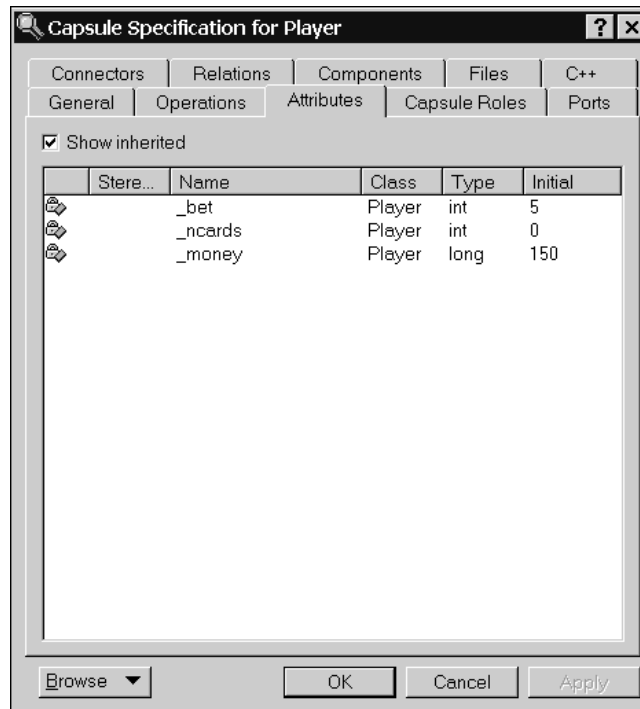 Capsule Specification for Player ? ×
Connectors Relations Components Files C++
General Operations Attributes Capsule Roles Ports
Show inherited
Stere... Name Class Type Initial
_bet Player int 5
_ncards Player int 0
_money Player long 150
Browse OK Cancel Apply